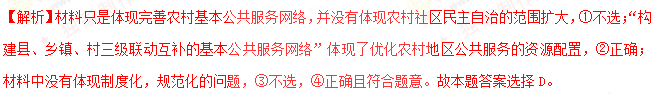 【解析】材料只是体现完善农村基本公共服务网络，并没有体现农村社区民主自治的范围扩大，①不选；“构
建县、乡镇、村三级联动互补的基本公共服务网络”体现了优化农村地区公共服务的资源配置，②正确；
材料中没有体现制度化，规范化的问题，③不选，④正确且符合题意。故本题答案选择 D。